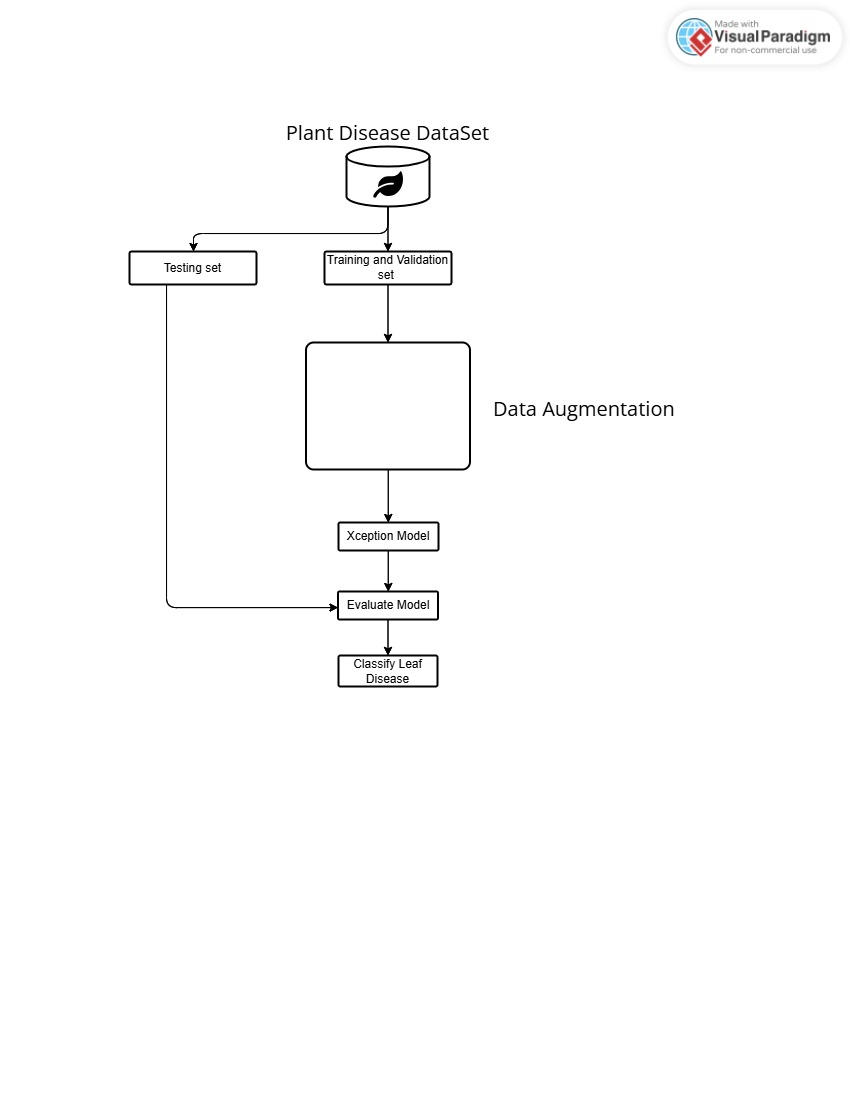 Made with
Visual Paradigm
For non-commercial use
Plant Disease DataSet
Testing set
Training and Validation
set
Data Augmentation
Xception Model
Evaluate Model
Classify Leaf
Disease